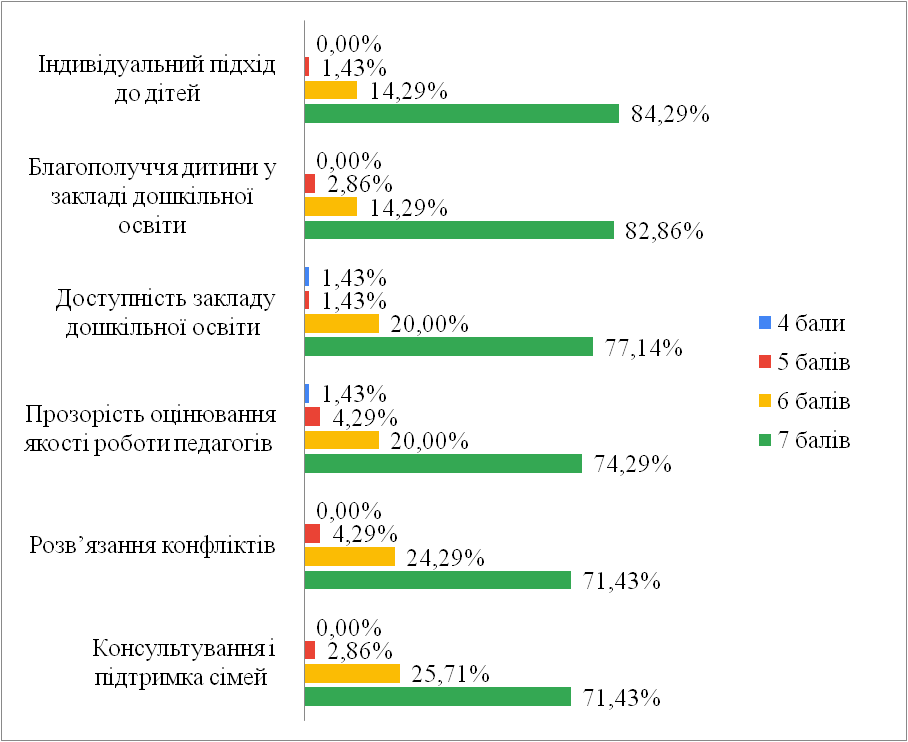 0,00%
Індивідуальний підхід
1,43%
до дітей
14,29%
84,29%
0,00%
Благополуччя дитини у
2,86%
закладі дошкільної
14,29%
освіти
82,86%
1,43%
Доступність закладу
1,43%
дошкільної освіти
20,00%
77,14%
1,43%
Прозорість оцінювання
4,29%
якості роботи педагогів
20,00%
74,29%
0,00%
Розв’язання конфліктів
4,29%
24,29%
71,43%
0,00%
Консультування і
2,86%
підтримка сімей
25,71%
71,43%
4 бали
5 балів
6 балів
7 балів